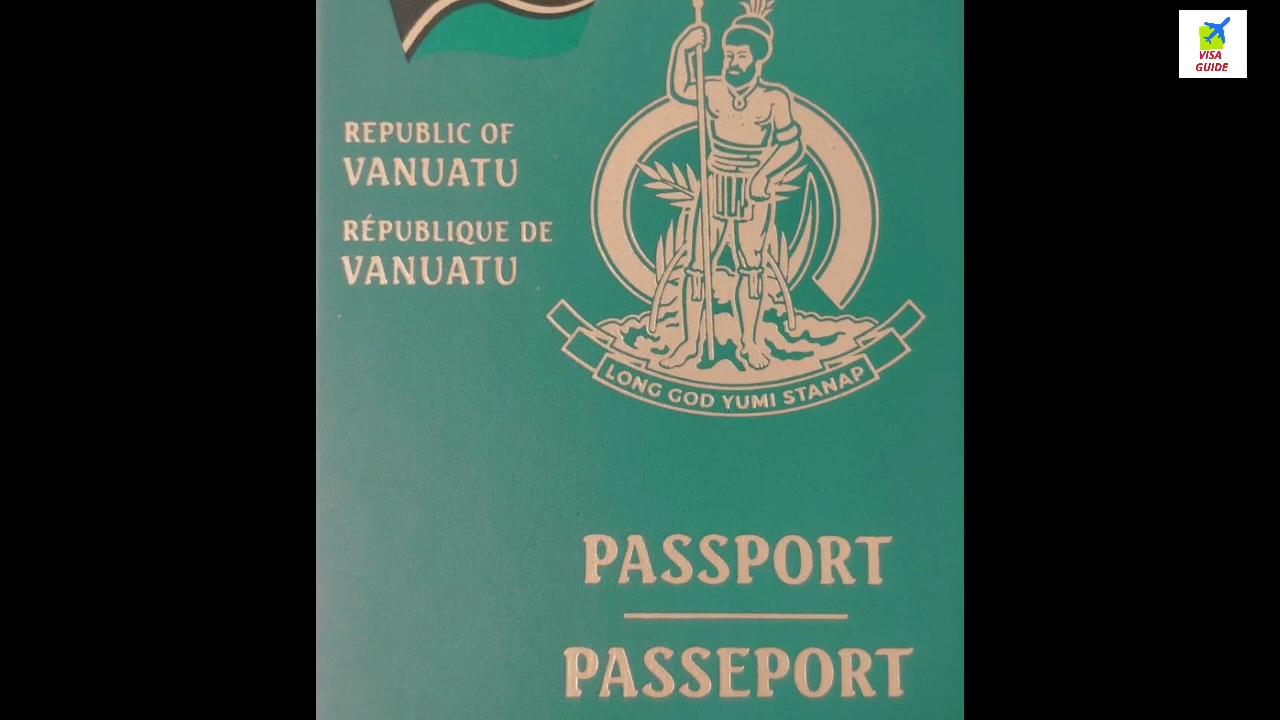 VISA
GUIDE
REPUBLIC OF
VANUATU
RÉPUBLIQUE DE
VANUATU
LONG GOD YUMI STANAP
PASSPORT
PASSEPORT